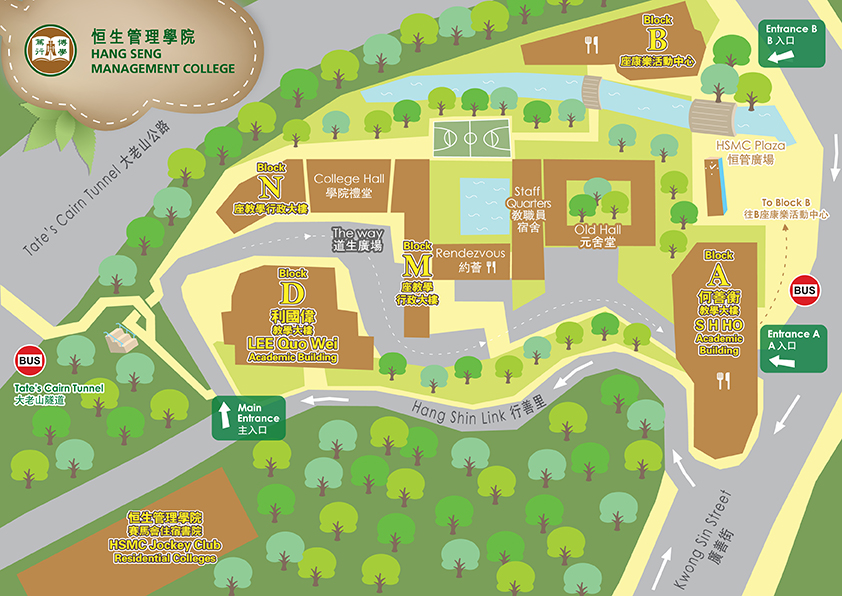 篤
行
博
學
恒生管理學院
HANG SENG
MANAGEMENT COLLEGE
Block
B
座康樂活動中心
Entrance B
B 入口
HSMC Plaza
恒管廣場
To Block B
往B座康樂活動中心
Tate's Cairn Tunnel 大老山公路
Block
N
座教學行政大樓
College Hall
學院禮堂
The way
道生廣場
Block
M
座教學
行政大樓
Rendezvous
約薈
Staff
Quarters
教職員
宿舍
Old Hall
元舍堂
Block
A
何善衡
教學大樓
S H HO
Academic
Building
BUS
Entrance A
A 入口
Block
D
利國偉
教學大樓
LEE Quo Wei
Academic Building
BUS
Tate's Cairn Tunnel
大老山隧道
Main
Entrance
主入口
Hang Shin Link 行善里
Kwong Sin Street
廣善街
恒生管理學院
賽馬會住宿書院
HSMC Jockey Club
Residential Colleges